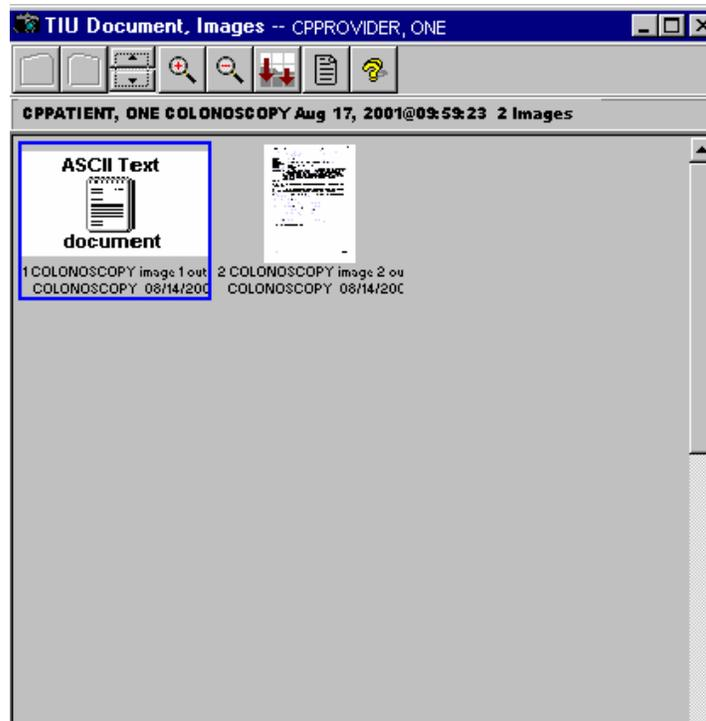 TIU Document, Images -- CPPROVIDER, ONE
CPPATIENT, ONE COLONOSCOPY Aug 17, 2001@09:59:23 2 Images
ASCII Text
document
1 COLONOSCOPY image 1 out
COLONOSCOPY 08/14/200
2 COLONOSCOPY image 2 ou
COLONOSCOPY 08/14/200